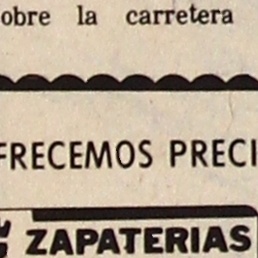 obre la carretera
FRECEMOS PRECI
ZAPATERIAS